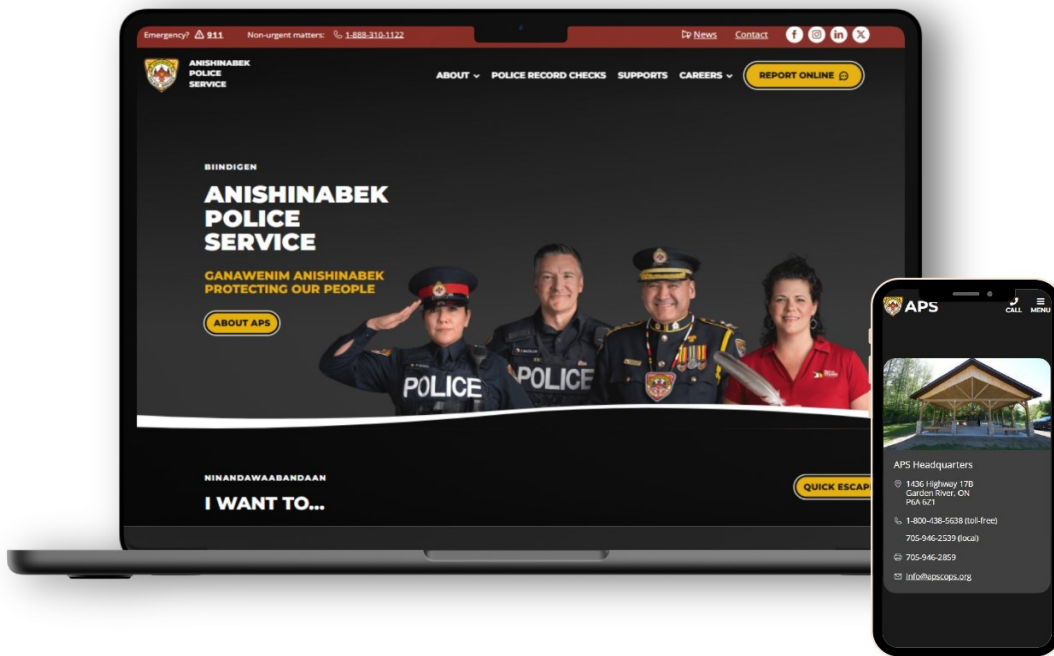 Emergency? 911 Non-urgent matters: 1-888-310-1122 News Contact
ANISHINABEK
POLICE
SERVICE
ABOUT POLICE RECORD CHECKS SUPPORTS CAREERS REPORT ONLINE
BIINDIGEN
ANISHINABEK
POLICE
SERVICE
GANAWENIM ANISHINABEK
PROTECTING OUR PEOPLE
ABOUT APS
POLICE
POLICE
NINANDAWAABANDAAN
I WANT TO...
QUICK ESCAP
APS
CALL MENU
APS Headquarters
1436 Highway 17B
Garden River, ON
P6A 6Z1
1-800-438-5638 (toll-free)
705-946-2539 (local)
705-946-2859
info@apscops.org